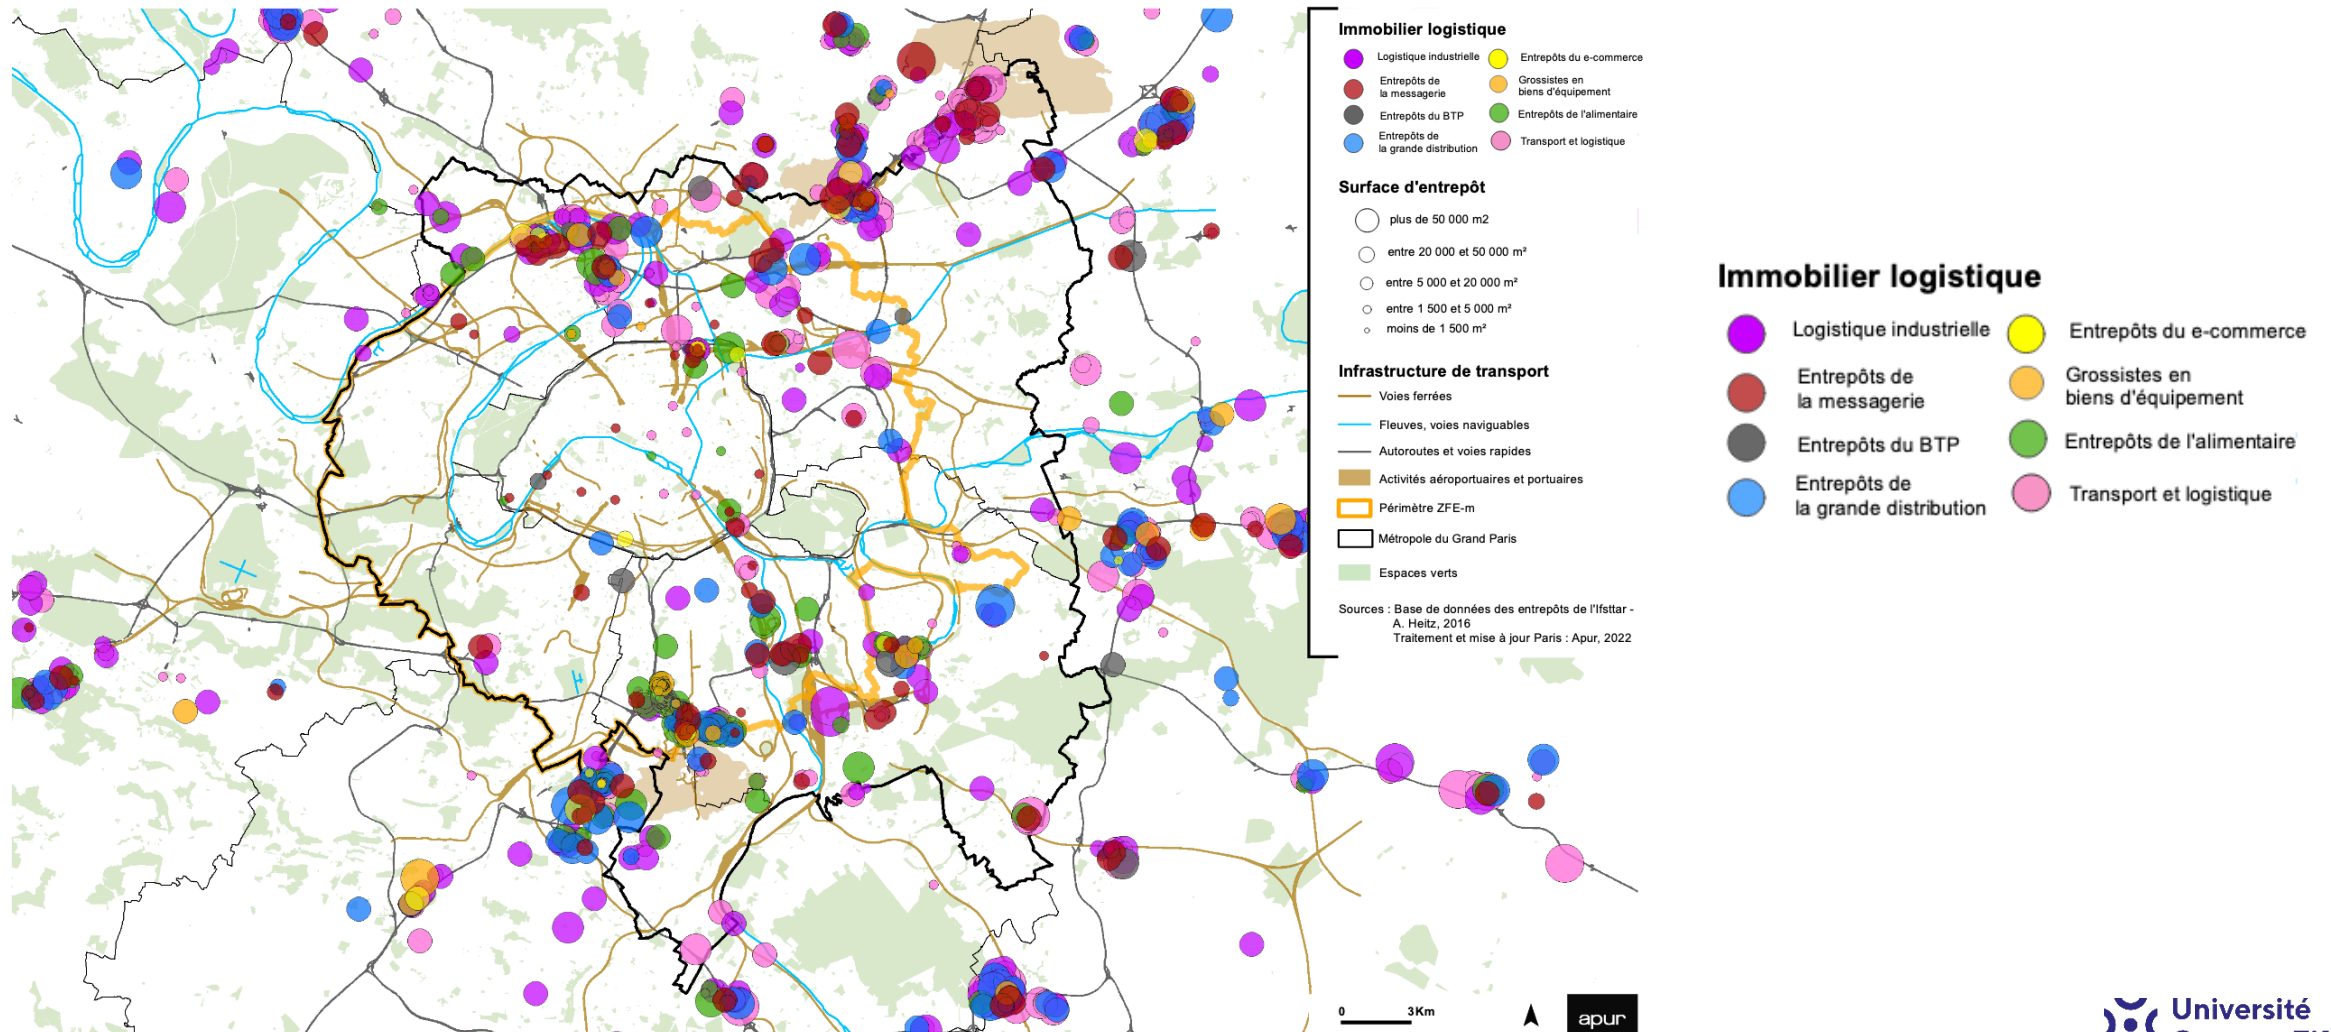 Immobilier logistique
Logistique industrielle
Entrepôts du e-commerce
Entrepôts de
la messagerie
Grossistes en
biens d'équipement
Entrepôts du BTP
Entrepôts de l'alimentaire
Entrepôts de
la grande distribution
Transport et logistique
Surface d'entrepôt
plus de 50 000 m2
entre 20 000 et 50 000 m²
entre 5 000 et 20 000 m²
entre 1 500 et 5 000 m²
moins de 1 500 m²
Infrastructure de transport
Voies ferrées
Fleuves, voies naviguables
Autoroutes et voies rapides
Activités aéroportuaires et portuaires
Périmètre ZFE-m
Métropole du Grand Paris
Espaces verts
Sources : Base de données des entrepôts de l'Ifsttar -
A. Heitz, 2016
Traitement et mise à jour Paris : Apur, 2022
0 3Km
apur
Immobilier logistique
Logistique industrielle
Entrepôts du e-commerce
Entrepôts de
la messagerie
Grossistes en
biens d'équipement
Entrepôts du BTP
Entrepôts de l'alimentaire
Entrepôts de
la grande distribution
Transport et logistique
Université